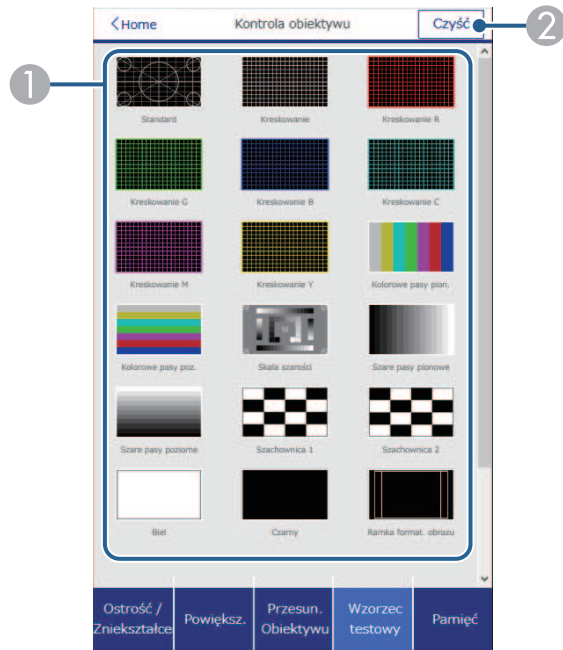 <Home Kontrola obiektywu Czyść 2
1
Standard Kreskowanie Kreskowanie R
Kreskowanie G Kreskowanie B Kreskowanie C
Kreskowanie M Kreskowanie Y Kolorowe pasy pion.
Kolorowe pasy poz. Skala szarości Szare pasy pionowe
Szare pasy poziome Szachownica 1 Szachownica 2
Biel Czarny Ramka format. obrazu
Ostrość / Zniekształce
Powiększ.
Przesun. Obiektywu
Wzorzec testowy
Pamięć